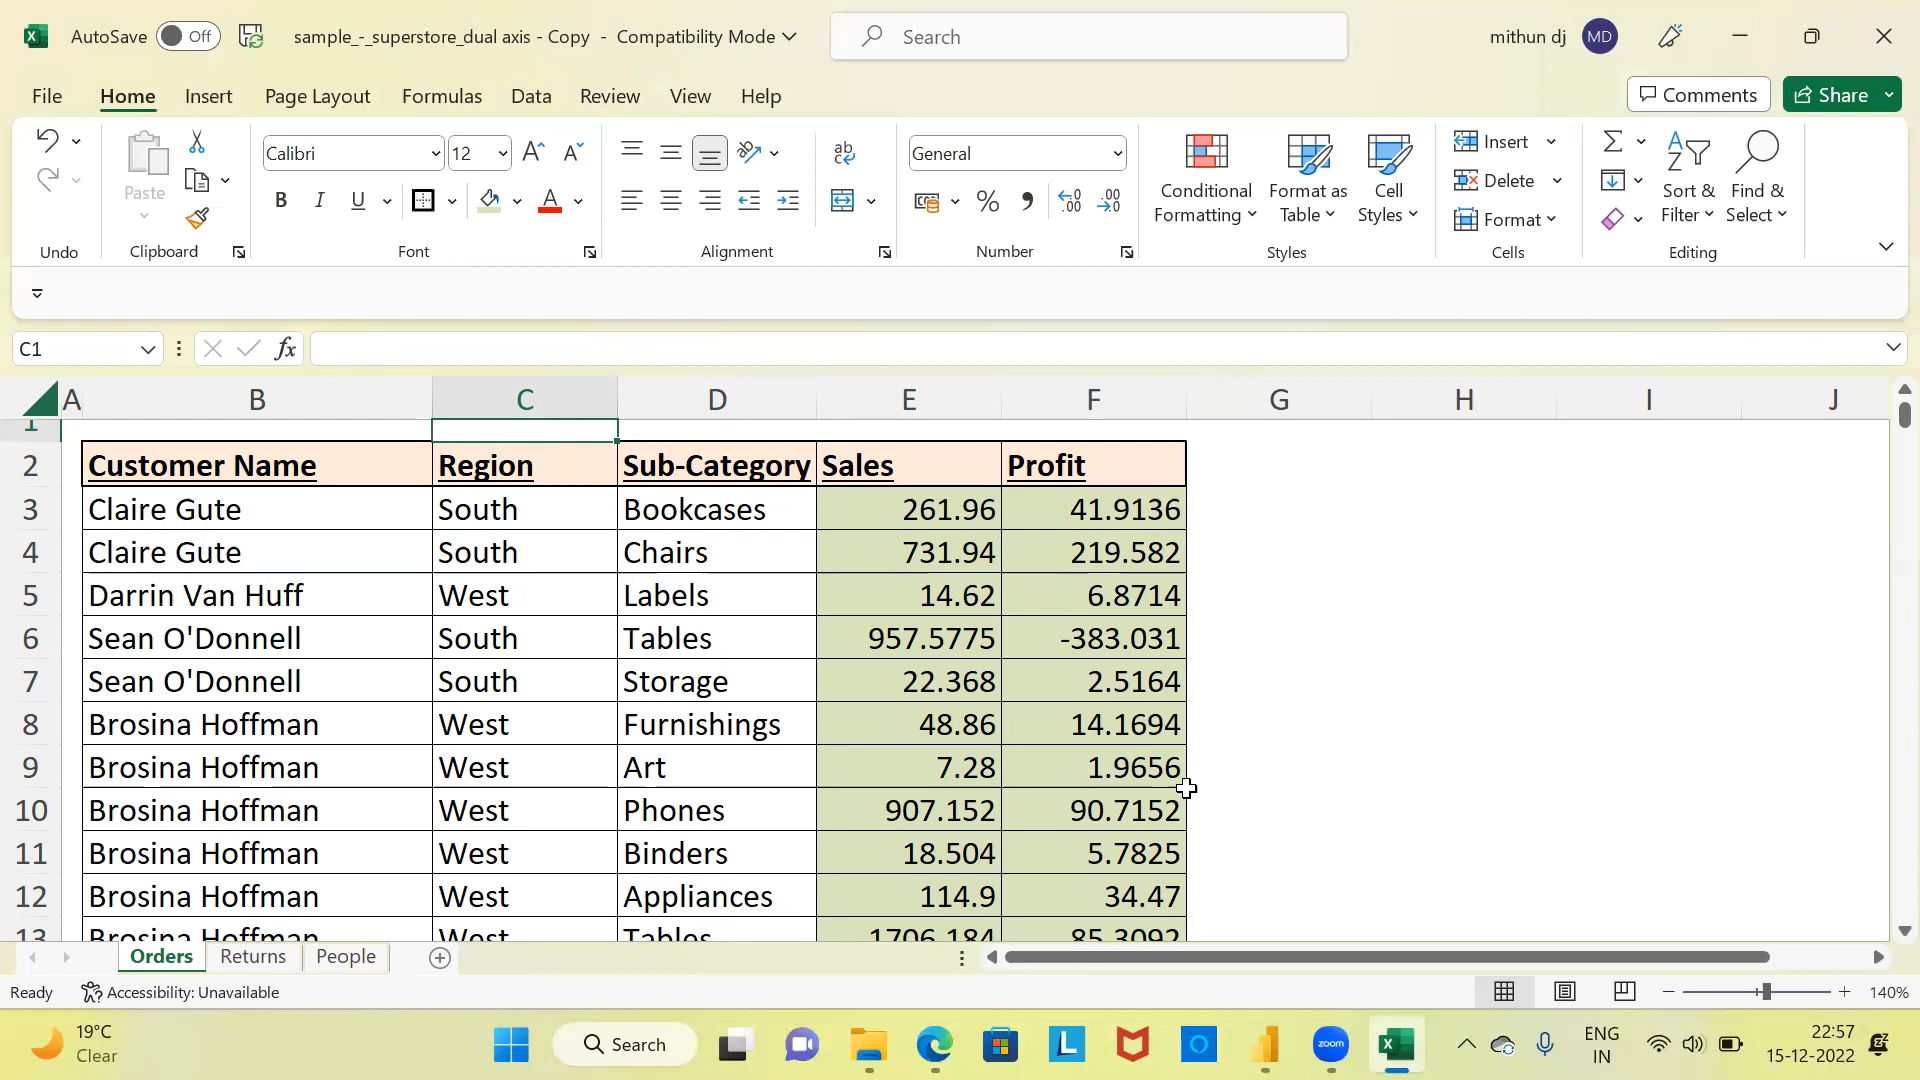 AutoSave Off sample_-_superstore_dual axis - Copy - Compatibility Mode Search mithun dj MD
File Home Insert Page Layout Formulas Data Review View Help Comments Share
Paste Calibri 12 ab General Conditional Formatting Format as Table Cell Styles Insert Delete Format Sort & Filter Find & Select
B I U A
Undo Clipboard Font Alignment Number Styles Cells Editing
C1 fx
A B C D E F G H I J
1
2 Customer Name Region Sub-Category Sales Profit
3 Claire Gute South Bookcases 261.96 41.9136
4 Claire Gute South Chairs 731.94 219.582
5 Darrin Van Huff West Labels 14.62 6.8714
6 Sean O'Donnell South Tables 957.5775 -383.031
7 Sean O'Donnell South Storage 22.368 2.5164
8 Brosina Hoffman West Furnishings 48.86 14.1694
9 Brosina Hoffman West Art 7.28 1.9656
10 Brosina Hoffman West Phones 907.152 90.7152
11 Brosina Hoffman West Binders 18.504 5.7825
12 Brosina Hoffman West Appliances 114.9 34.47
13 Brosina Hoffman West Tables 1706.184 85.3092
Orders Returns People
Ready Accessibility: Unavailable 140%
19°C
Clear
Search
zoom
ENG
IN
22:57
15-12-2022